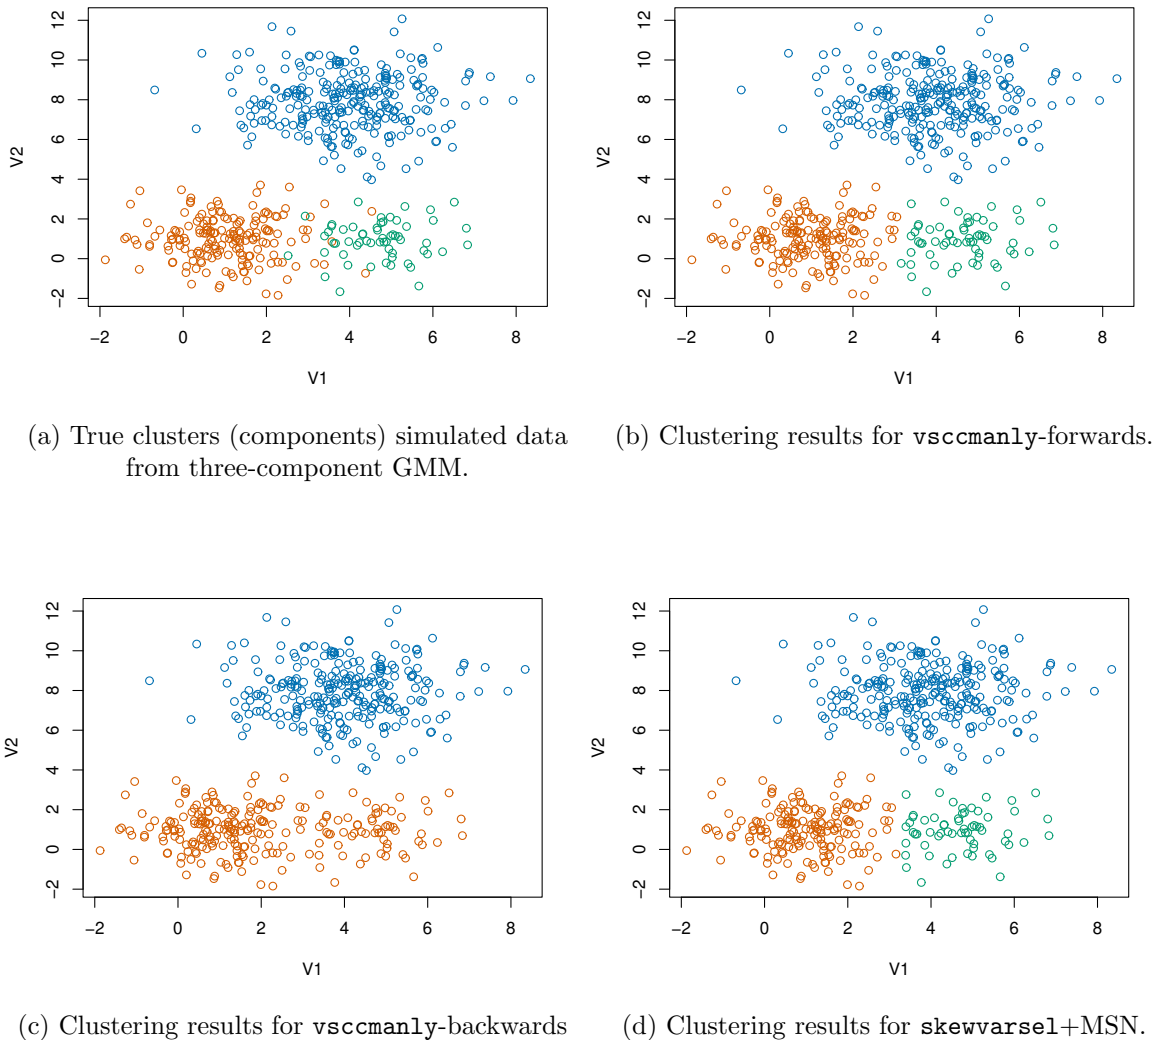 12
10
8
6
4
2
0
−2
V2
−2 0 2 4 6 8
V1
12
10
8
6
4
2
0
−2
V2
−2 0 2 4 6 8
V1
(a) True clusters (components) simulated data
from three-component GMM.
(b) Clustering results for vsccmanly-forwards.
12
10
8
6
4
2
0
−2
V2
−2 0 2 4 6 8
V1
12
10
8
6
4
2
0
−2
V2
−2 0 2 4 6 8
V1
(c) Clustering results for vsccmanly-backwards
(d) Clustering results for skewvarsel+MSN.